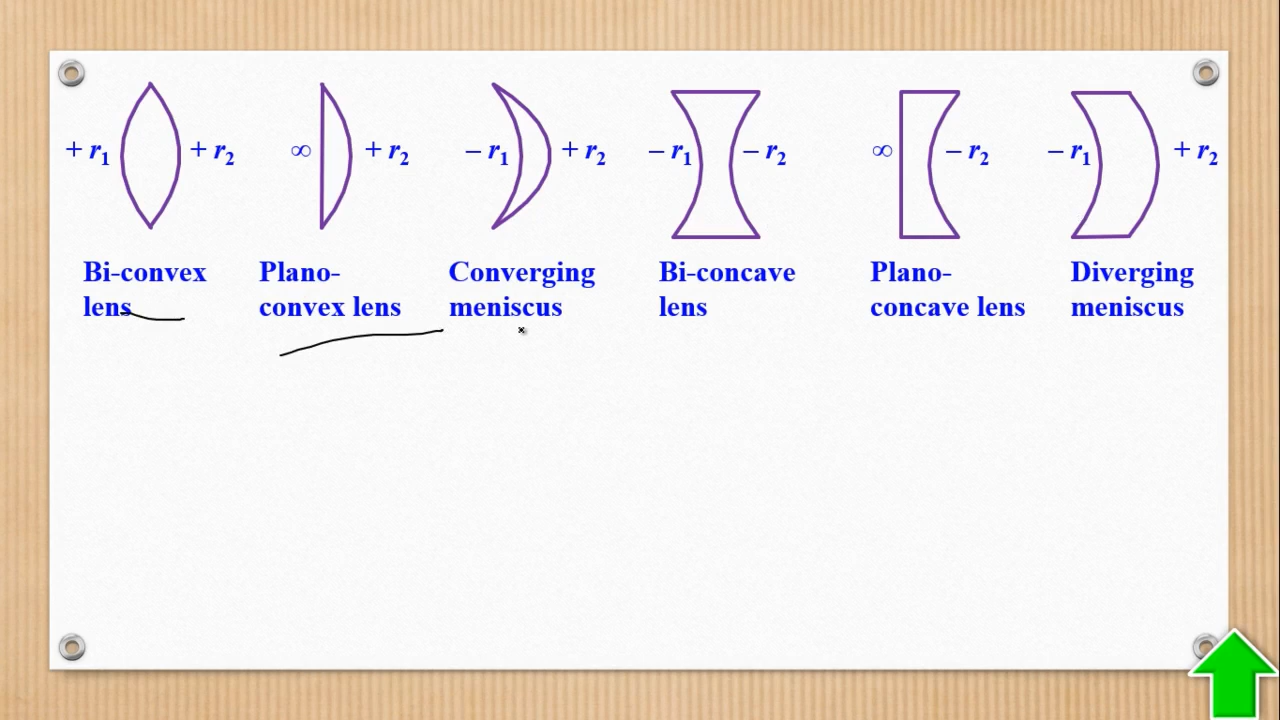 + r₁ + r₂ ∞ + r₂ – r₁ + r₂ – r₁ – r₂ ∞ – r₂ – r₁ + r₂
Bi-convex
lens
Plano-
convex lens
Converging
meniscus
Bi-concave
lens
Plano-
concave lens
Diverging
meniscus